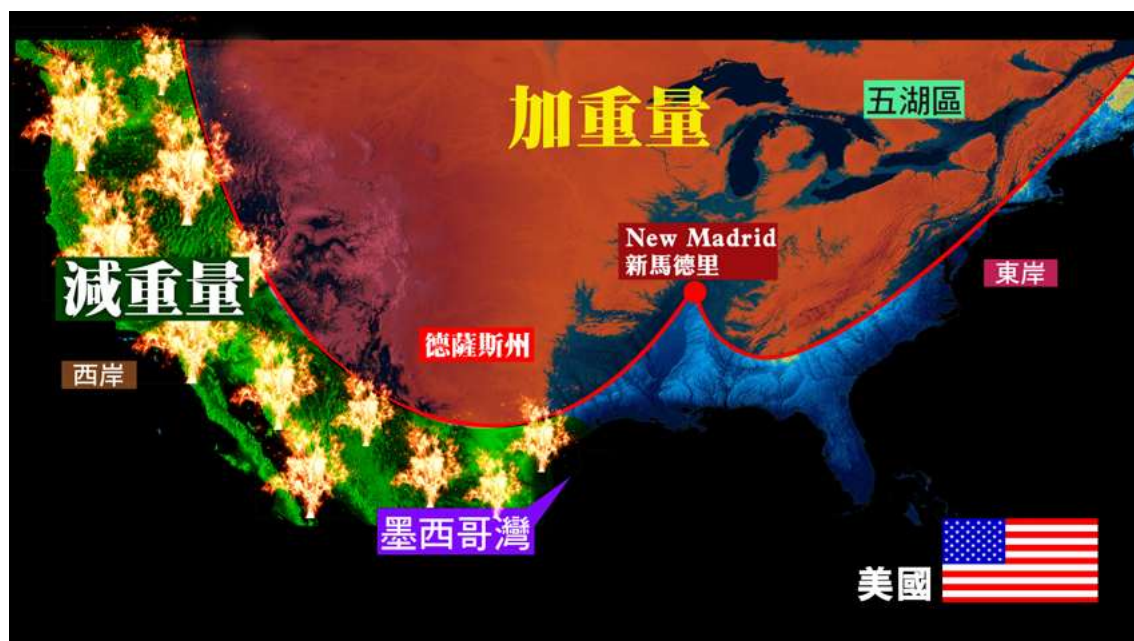 加重量
五湖區
New Madrid
新馬德里
東岸
減重量
德薩斯州
西岸
墨西哥灣
美國